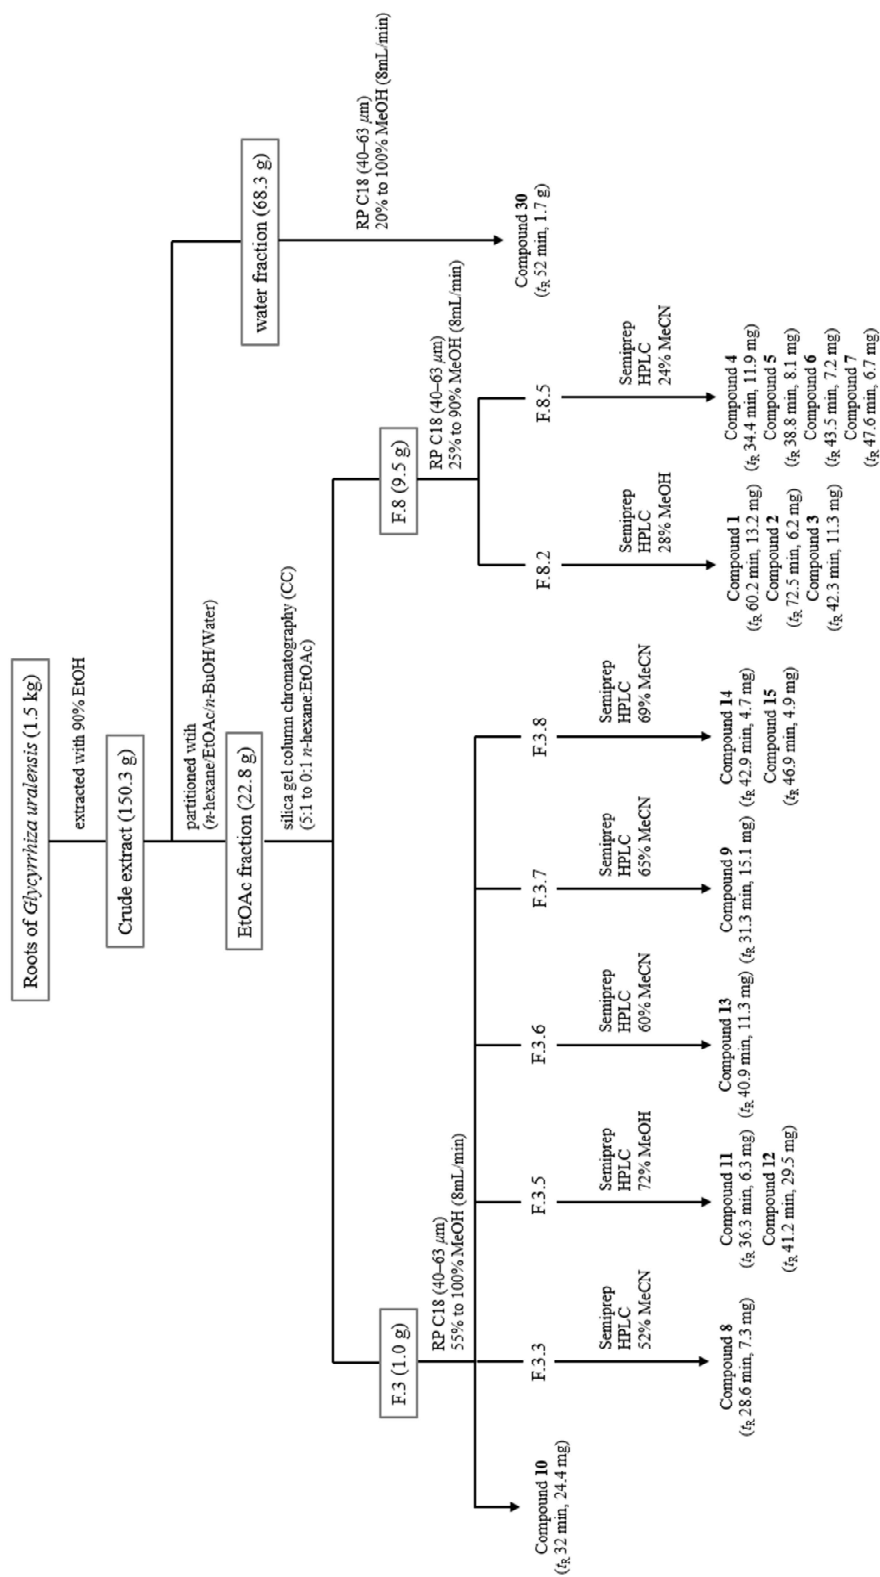 Roots of Glycyrrhiza uralensis (1.5 kg)
extracted with 90% EtOH
Crude extract (150.3 g)
partitioned wtih
(n-hexane/EtOAc/n-BuOH/Water)
EtOAc fraction (22.8 g)
water fraction (68.3 g)
silica gel column chromatography (CC)
(5:1 to 0:1 n-hexane:EtOAc)
RP C18 (40–63 μm)
20% to 100% MeOH (8mL/min)
F.3 (1.0 g)
F.8 (9.5 g)
RP C18 (40–63 μm)
55% to 100% MeOH (8mL/min)
RP C18 (40–63 μm)
25% to 90% MeOH (8mL/min)
Compound 10
(tR 32 min, 24.4 mg)
F.3.3
F.3.5
F.3.6
F.3.7
F.3.8
F.8.2
F.8.5
Compound 30
(tR 52 min, 1.7 g)
Semiprep
HPLC
52% MeCN
Semiprep
HPLC
72% MeOH
Semiprep
HPLC
60% MeCN
Semiprep
HPLC
65% MeCN
Semiprep
HPLC
69% MeCN
Semiprep
HPLC
28% MeOH
Semiprep
HPLC
24% MeCN
Compound 8
(tR 28.6 min, 7.3 mg)
Compound 11
(tR 36.3 min, 6.3 mg)
Compound 12
(tR 41.2 min, 29.5 mg)
Compound 13
(tR 40.9 min, 11.3 mg)
Compound 9
(tR 31.3 min, 15.1 mg)
Compound 14
(tR 42.9 min, 4.7 mg)
Compound 15
(tR 46.9 min, 4.9 mg)
Compound 1
(tR 60.2 min, 13.2 mg)
Compound 2
(tR 72.5 min, 6.2 mg)
Compound 3
(tR 42.3 min, 11.3 mg)
Compound 4
(tR 34.4 min, 11.9 mg)
Compound 5
(tR 38.8 min, 8.1 mg)
Compound 6
(tR 43.5 min, 7.2 mg)
Compound 7
(tR 47.6 min, 6.7 mg)